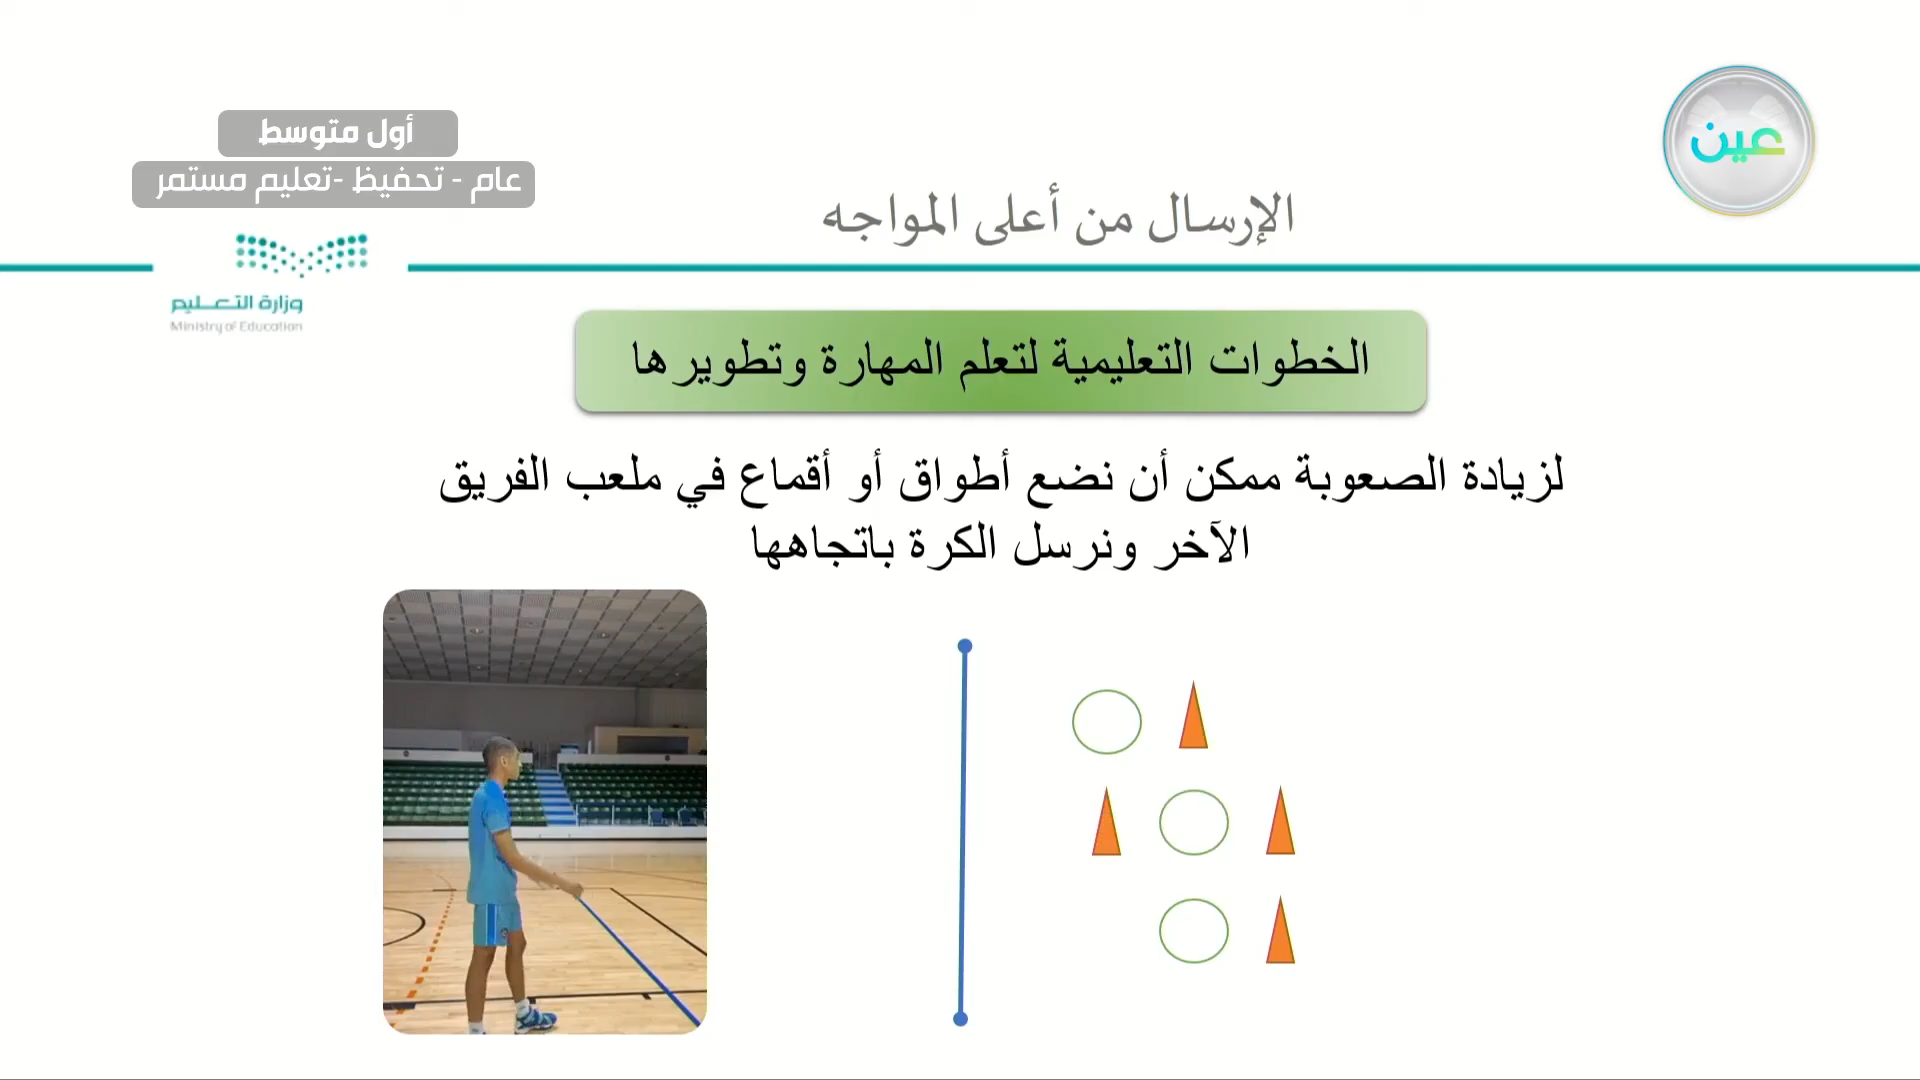 عين
أول متوسط
عام - تحفيظ -تعليم مستمر
الإرسال من أعلى المواجه
وزارة التعليم
Ministry of Education
الخطوات التعليمية لتعلم المهارة وتطويرها
لزيادة الصعوبة ممكن أن نضع أطواق أو أقماع في ملعب الفريق
الآخر ونرسل الكرة باتجاهها